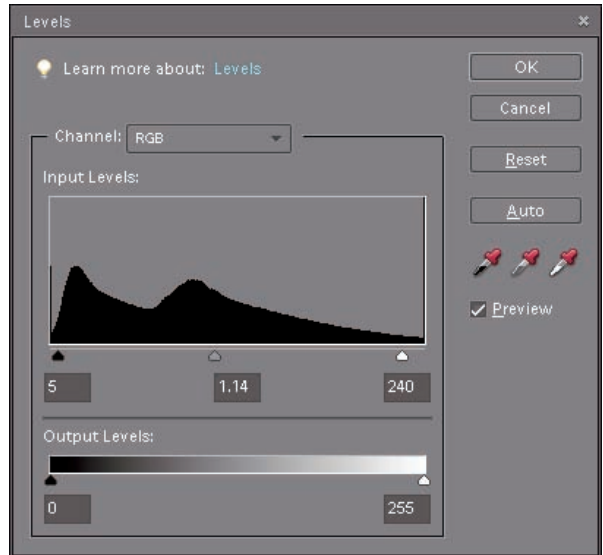 Levels
Learn more about: Levels
OK
Cancel
Channel: RGB
Reset
Input Levels:
Auto
Preview
5 1.14 240
Output Levels:
0 255